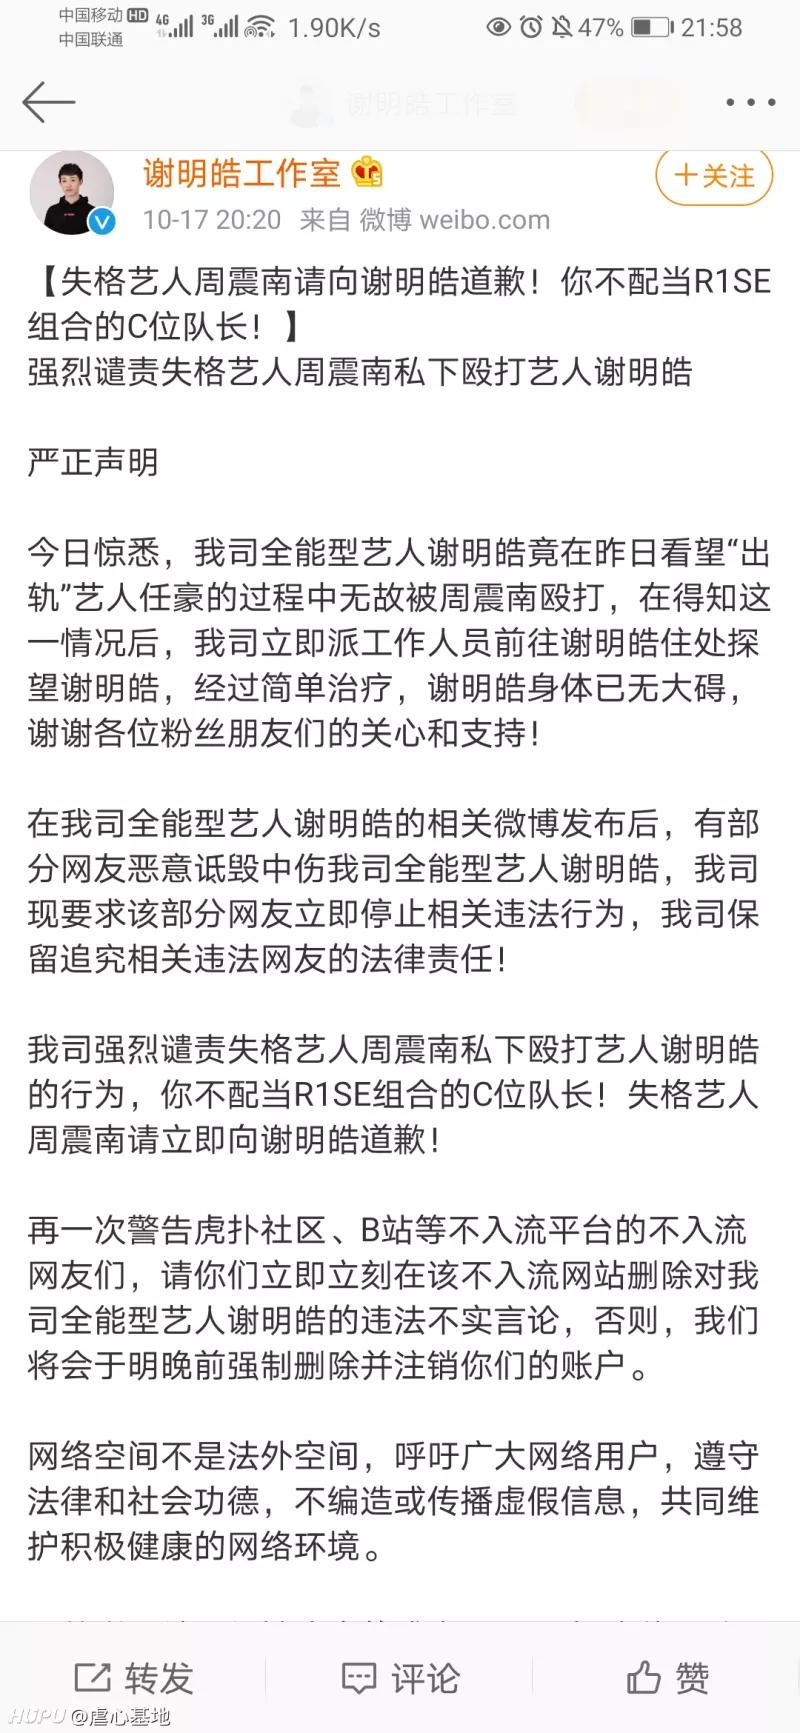 中国移动 HD 4G 3G 1.90K/s 47% 21:58
中国联通
谢明皓工作室
谢明皓工作室
+关注
10-17 20:20 来自 微博 weibo.com
【失格艺人周震南请向谢明皓道歉！你不配当R1SE
组合的C位队长！】
强烈谴责失格艺人周震南私下殴打艺人谢明皓
严正声明
今日惊悉，我司全能型艺人谢明皓竟在昨日看望“出
轨”艺人任豪的过程中无故被周震南殴打，在得知这
一情况后，我司立即派工作人员前往谢明皓住处探
望谢明皓，经过简单治疗，谢明皓身体已无大碍，
谢谢各位粉丝朋友们的关心和支持！
在我司全能型艺人谢明皓的相关微博发布后，有部
分网友恶意诋毁中伤我司全能型艺人谢明皓，我司
现要求该部分网友立即停止相关违法行为，我司保
留追究相关违法网友的法律责任！
我司强烈谴责失格艺人周震南私下殴打艺人谢明皓
的行为，你不配当R1SE组合的C位队长！失格艺人
周震南请立即向谢明皓道歉！
再一次警告虎扑社区、B站等不入流平台的不入流
网友们，请你们立即立刻在该不入流网站删除对我
司全能型艺人谢明皓的违法不实言论，否则，我们
将会于明晚前强制删除并注销你们的账户。
网络空间不是法外空间，呼吁广大网络用户，遵守
法律和社会功德，不编造或传播虚假信息，共同维
护积极健康的网络环境。
转发 评论 赞
HUPU @虐心基地